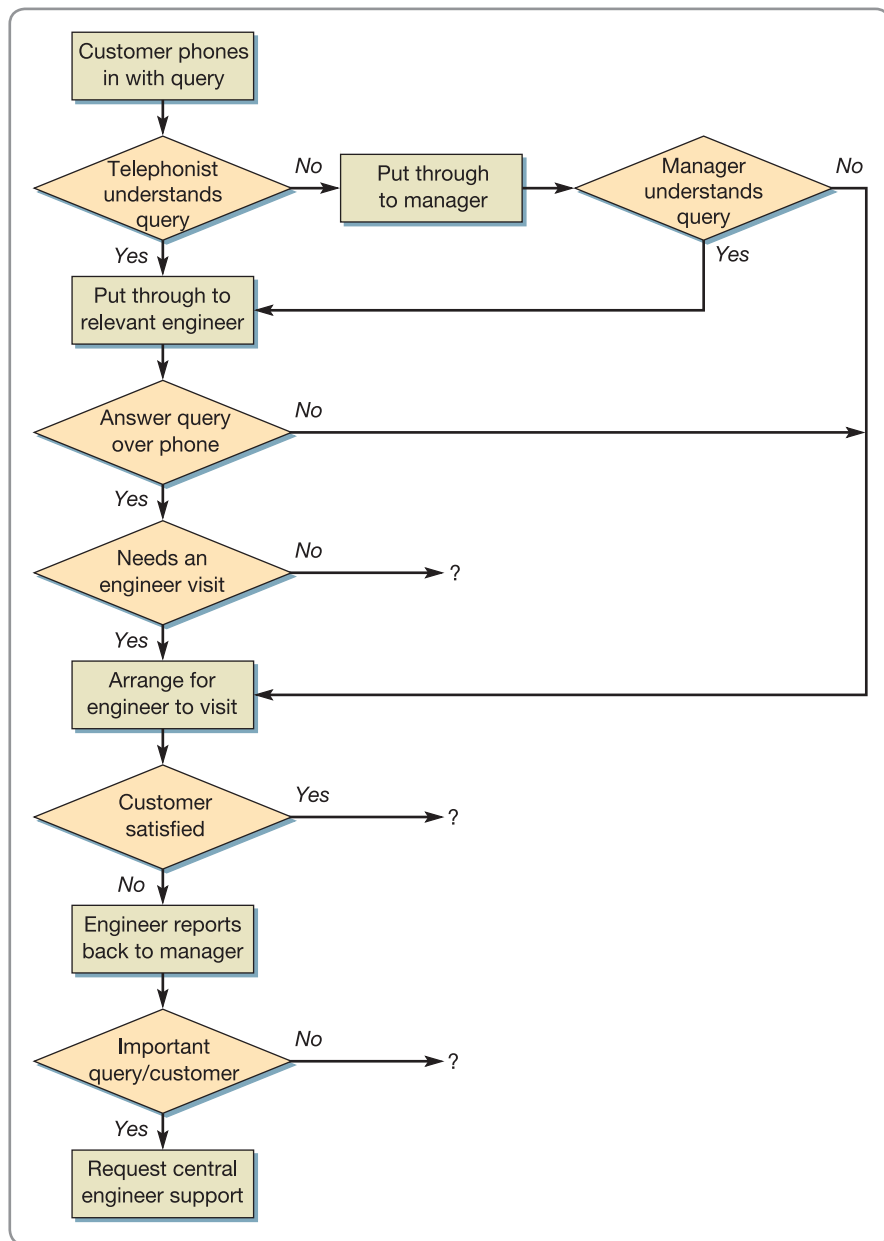 Customer phones
in with query
Telephonist
understands
query
No
Put through
to manager
Manager
understands
query
No
Yes
Yes
Put through to
relevant engineer
Answer query
over phone
No
Yes
Needs an
engineer visit
No
?
Yes
Arrange for
engineer to visit
Customer
satisfied
Yes
?
No
Engineer reports
back to manager
Important
query/customer
No
?
Yes
Request central
engineer support